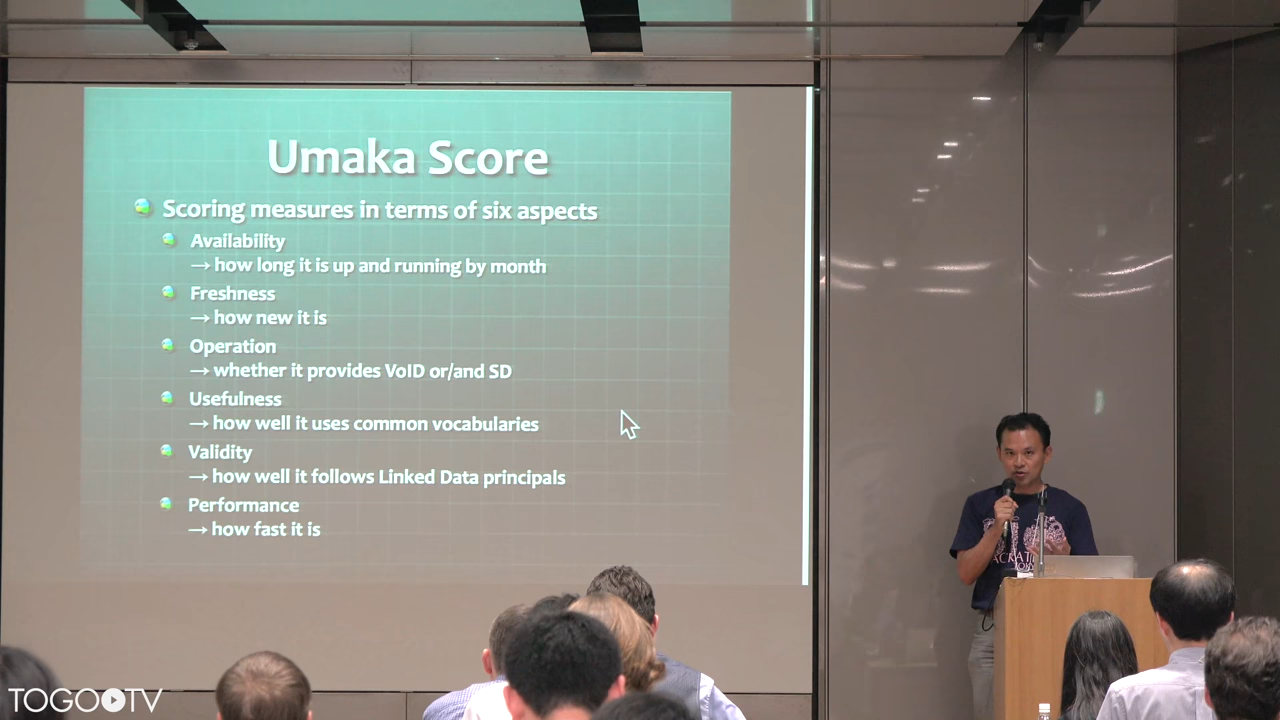 Umaka Score
Scoring measures in terms of six aspects
Availability
→ how long it is up and running by month
Freshness
→ how new it is
Operation
→ whether it provides VoID or/and SD
Usefulness
→ how well it uses common vocabularies
Validity
→ how well it follows Linked Data principals
Performance
→ how fast it is
TOGOTV